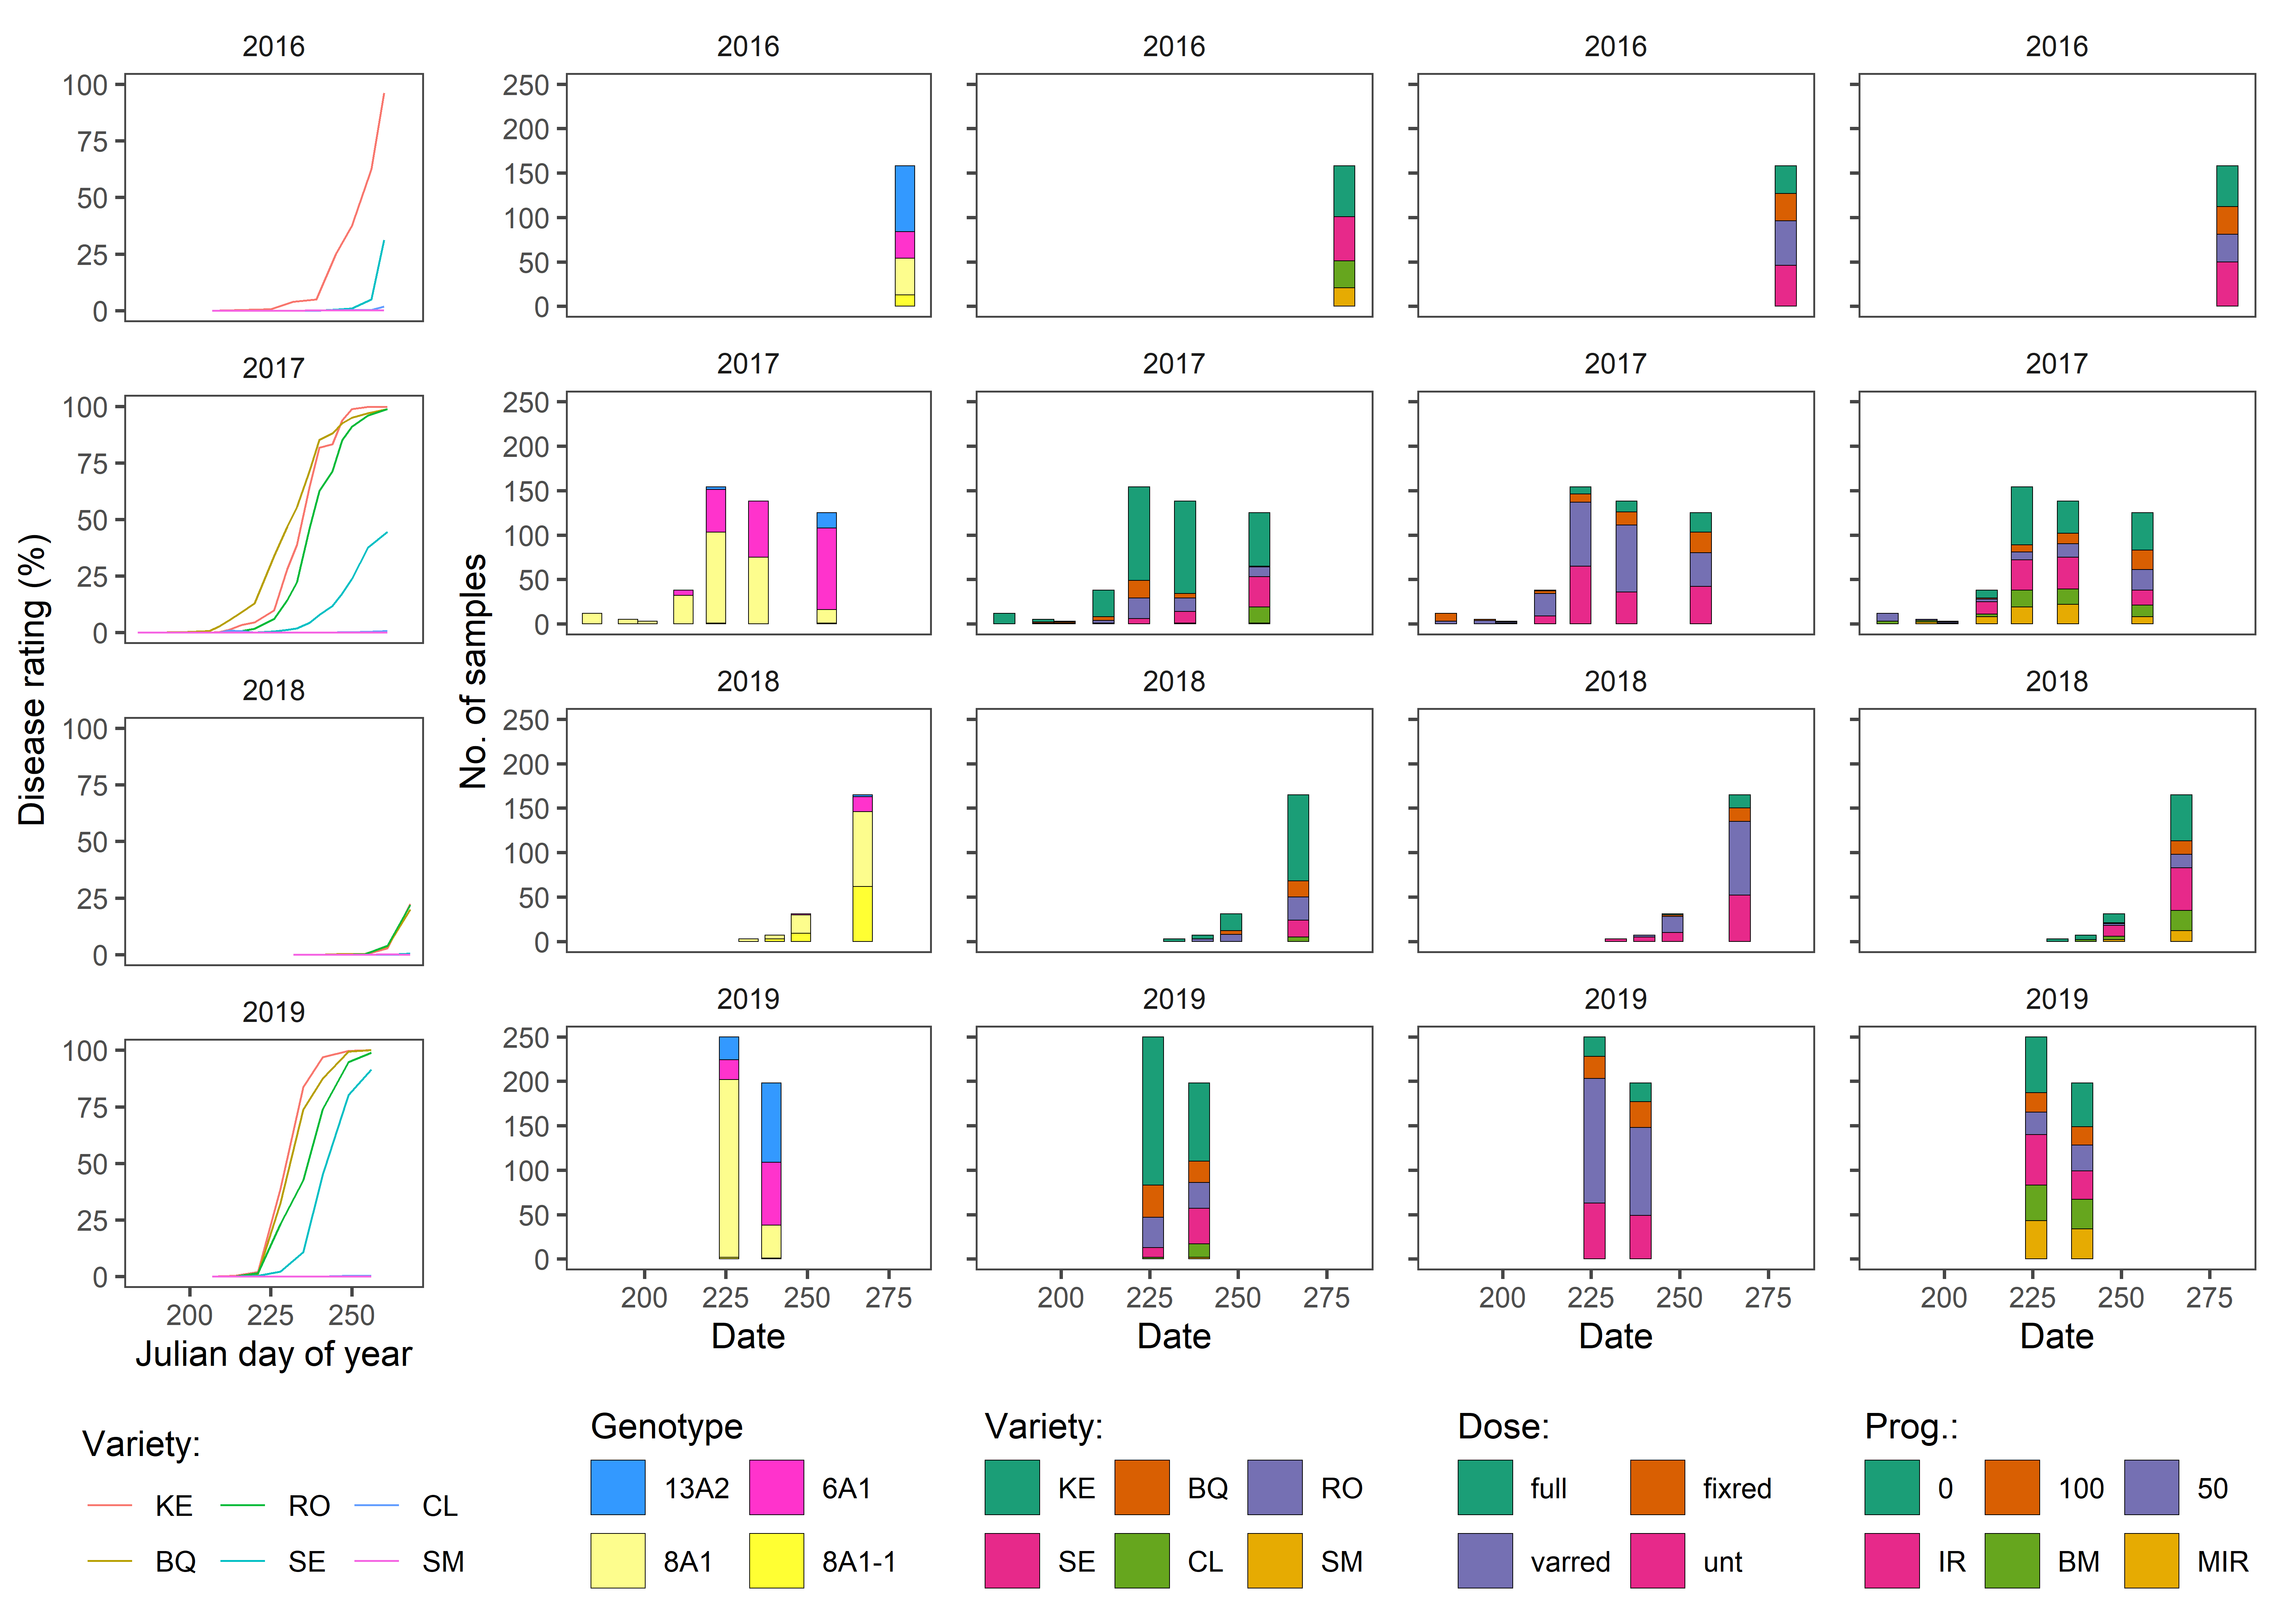 2016 2016 2016 2016 2016
100 250
75 200
50 150
25 100
0 50
0
2017 2017 2017 2017 2017
100 250
75 200
50 150
25 100
0 50
0
Disease rating (%)
No. of samples
2018 2018 2018 2018 2018
100 250
75 200
50 150
25 100
0 50
0
2019 2019 2019 2019 2019
100 250
75 200
50 150
25 100
0 50
0
200 225 250 200 225 250 275 200 225 250 275 200 225 250 275 200 225 250 275
Julian day of year Date Date Date Date
Variety:
KE RO CL
BQ SE SM
Genotype
13A2 6A1
8A1 8A1-1
Variety:
KE BQ RO
SE CL SM
Dose:
full fixred
varred unt
Prog.:
0 100 50
IR BM MIR